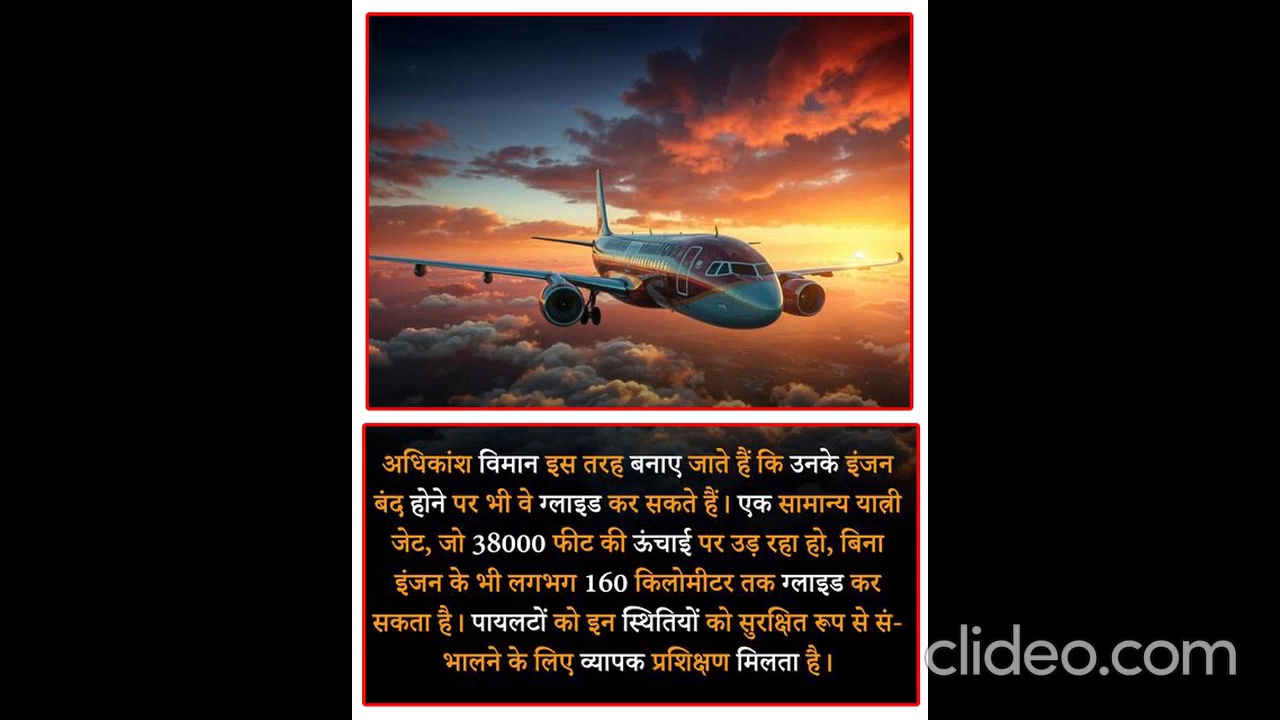 अधिकांश विमान इस तरह बनाए जाते हैं कि उनके इंजन
बंद होने पर भी वे ग्लाइड कर सकते हैं। एक सामान्य यात्री
जेट, जो 38000 फीट की ऊंचाई पर उड़ रहा हो, बिना
इंजन के भी लगभग 160 किलोमीटर तक ग्लाइड कर
सकता है। पायलटों को इन स्थितियों को सुरक्षित रूप से सं-
भालने के लिए व्यापक प्रशिक्षण मिलता है।
clideo.com